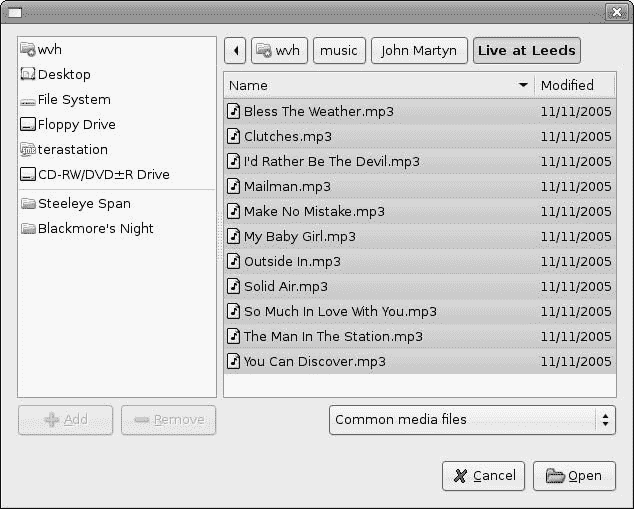 wvh
Desktop
File System
Floppy Drive
terastation
CD-RW/DVD±R Drive
Steeleye Span
Blackmore's Night
Add
Remove
wvh music John Martyn Live at Leeds
Name Modified
Bless The Weather.mp3 11/11/2005
Clutches.mp3 11/11/2005
I'd Rather Be The Devil.mp3 11/11/2005
Mailman.mp3 11/11/2005
Make No Mistake.mp3 11/11/2005
My Baby Girl.mp3 11/11/2005
Outside In.mp3 11/11/2005
Solid Air.mp3 11/11/2005
So Much In Love With You.mp3 11/11/2005
The Man In The Station.mp3 11/11/2005
You Can Discover.mp3 11/11/2005
Common media files
Cancel
Open